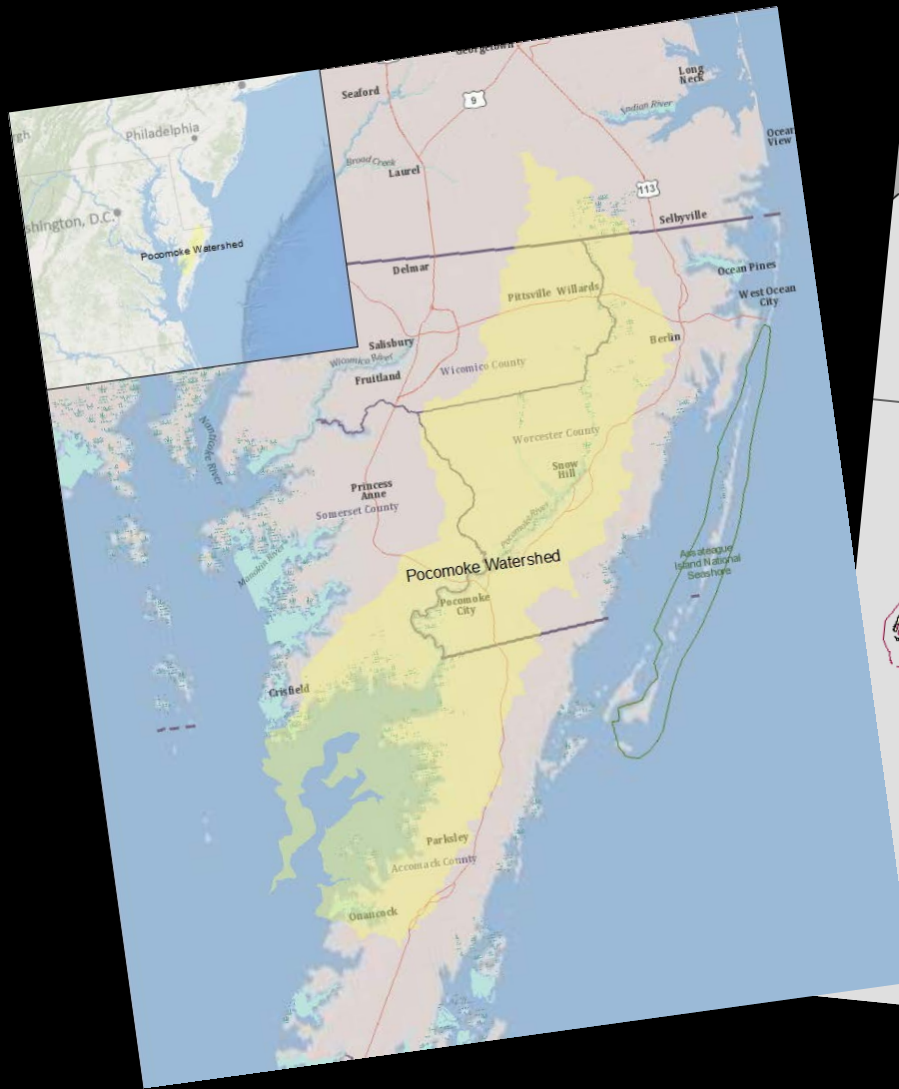 Georgetown
Seaford
Long
Neck
9
Indian River
Philadelphia
Ocean
View
Broad Creek
Laurel
113
shington, D.C.
Selbyville
Pocomoke Watershed
Delmar
Ocean Pines
Pittsville Willards
West Ocean
City
Salisbury
Berlin
Wicomico River
Wicomico County
Fruitland
Nanticoke River
Worcester County
Snow
Hill
Princess
Anne
Somerset County
Pocomoke River
Manokin River
Assateague
Island National
Seashore
Pocomoke Watershed
Pocomoke
City
Crisfield
Parksley
Accomack County
Onancock